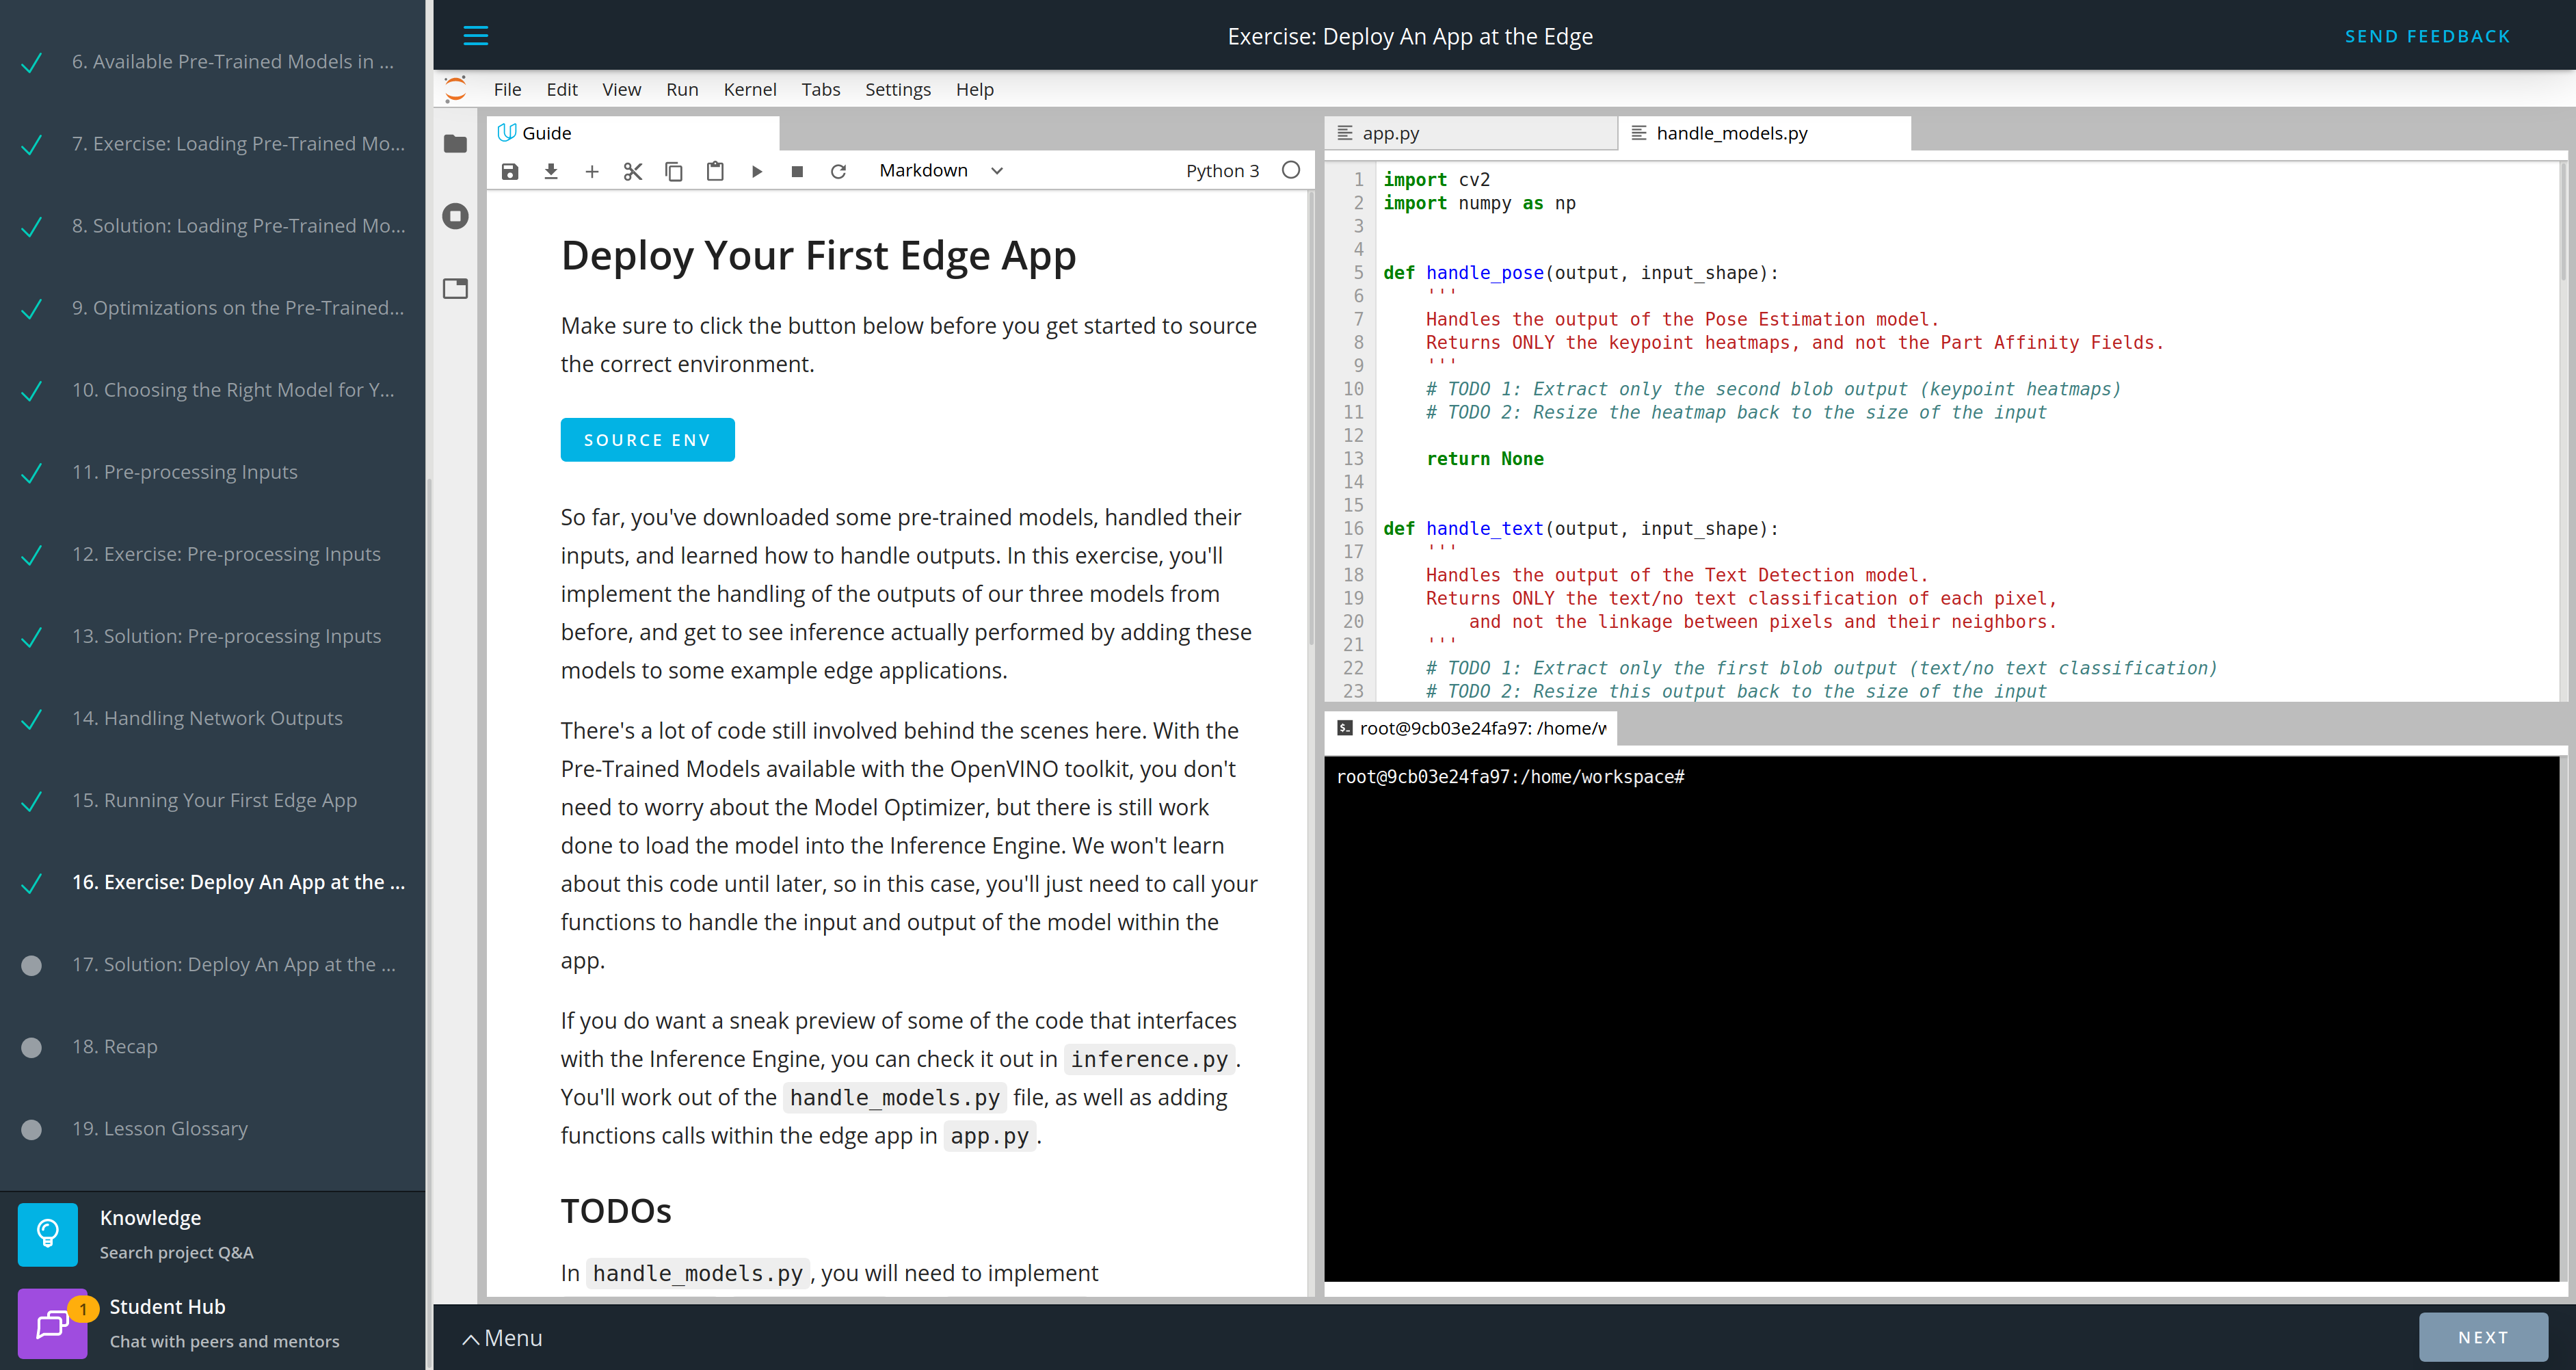 6. Available Pre-Trained Models in ...
7. Exercise: Loading Pre-Trained Mo...
8. Solution: Loading Pre-Trained Mo...
9. Optimizations on the Pre-Trained...
10. Choosing the Right Model for Y...
11. Pre-processing Inputs
12. Exercise: Pre-processing Inputs
13. Solution: Pre-processing Inputs
14. Handling Network Outputs
15. Running Your First Edge App
16. Exercise: Deploy An App at the ...
17. Solution: Deploy An App at the ...
18. Recap
19. Lesson Glossary
Knowledge
Search project Q&A
1
Student Hub
Chat with peers and mentors
Exercise: Deploy An App at the Edge
SEND FEEDBACK
File Edit View Run Kernel Tabs Settings Help
Guide
Markdown
Python 3
Deploy Your First Edge App
Make sure to click the button below before you get started to source
the correct environment.
SOURCE ENV
So far, you've downloaded some pre-trained models, handled their
inputs, and learned how to handle outputs. In this exercise, you'll
implement the handling of the outputs of our three models from
before, and get to see inference actually performed by adding these
models to some example edge applications.
There's a lot of code still involved behind the scenes here. With the
Pre-Trained Models available with the OpenVINO toolkit, you don't
need to worry about the Model Optimizer, but there is still work
done to load the model into the Inference Engine. We won't learn
about this code until later, so in this case, you'll just need to call your
functions to handle the input and output of the model within the
app.
If you do want a sneak preview of some of the code that interfaces
with the Inference Engine, you can check it out in inference.py.
You'll work out of the handle_models.py file, as well as adding
functions calls within the edge app in app.py.
TODOs
In handle_models.py, you will need to implement
app.py
handle_models.py
1 import cv2
2 import numpy as np
3
4
5 def handle_pose(output, input_shape):
6     '''
7     Handles the output of the Pose Estimation model.
8     Returns ONLY the keypoint heatmaps, and not the Part Affinity Fields.
9     '''
10     # TODO 1: Extract only the second blob output (keypoint heatmaps)
11     # TODO 2: Resize the heatmap back to the size of the input
12
13     return None
14
15
16 def handle_text(output, input_shape):
17     '''
18     Handles the output of the Text Detection model.
19     Returns ONLY the text/no text classification of each pixel,
20         and not the linkage between pixels and their neighbors.
21     '''
22     # TODO 1: Extract only the first blob output (text/no text classification)
23     # TODO 2: Resize this output back to the size of the input
root@9cb03e24fa97: /home/w
root@9cb03e24fa97:/home/workspace#
Menu
NEXT